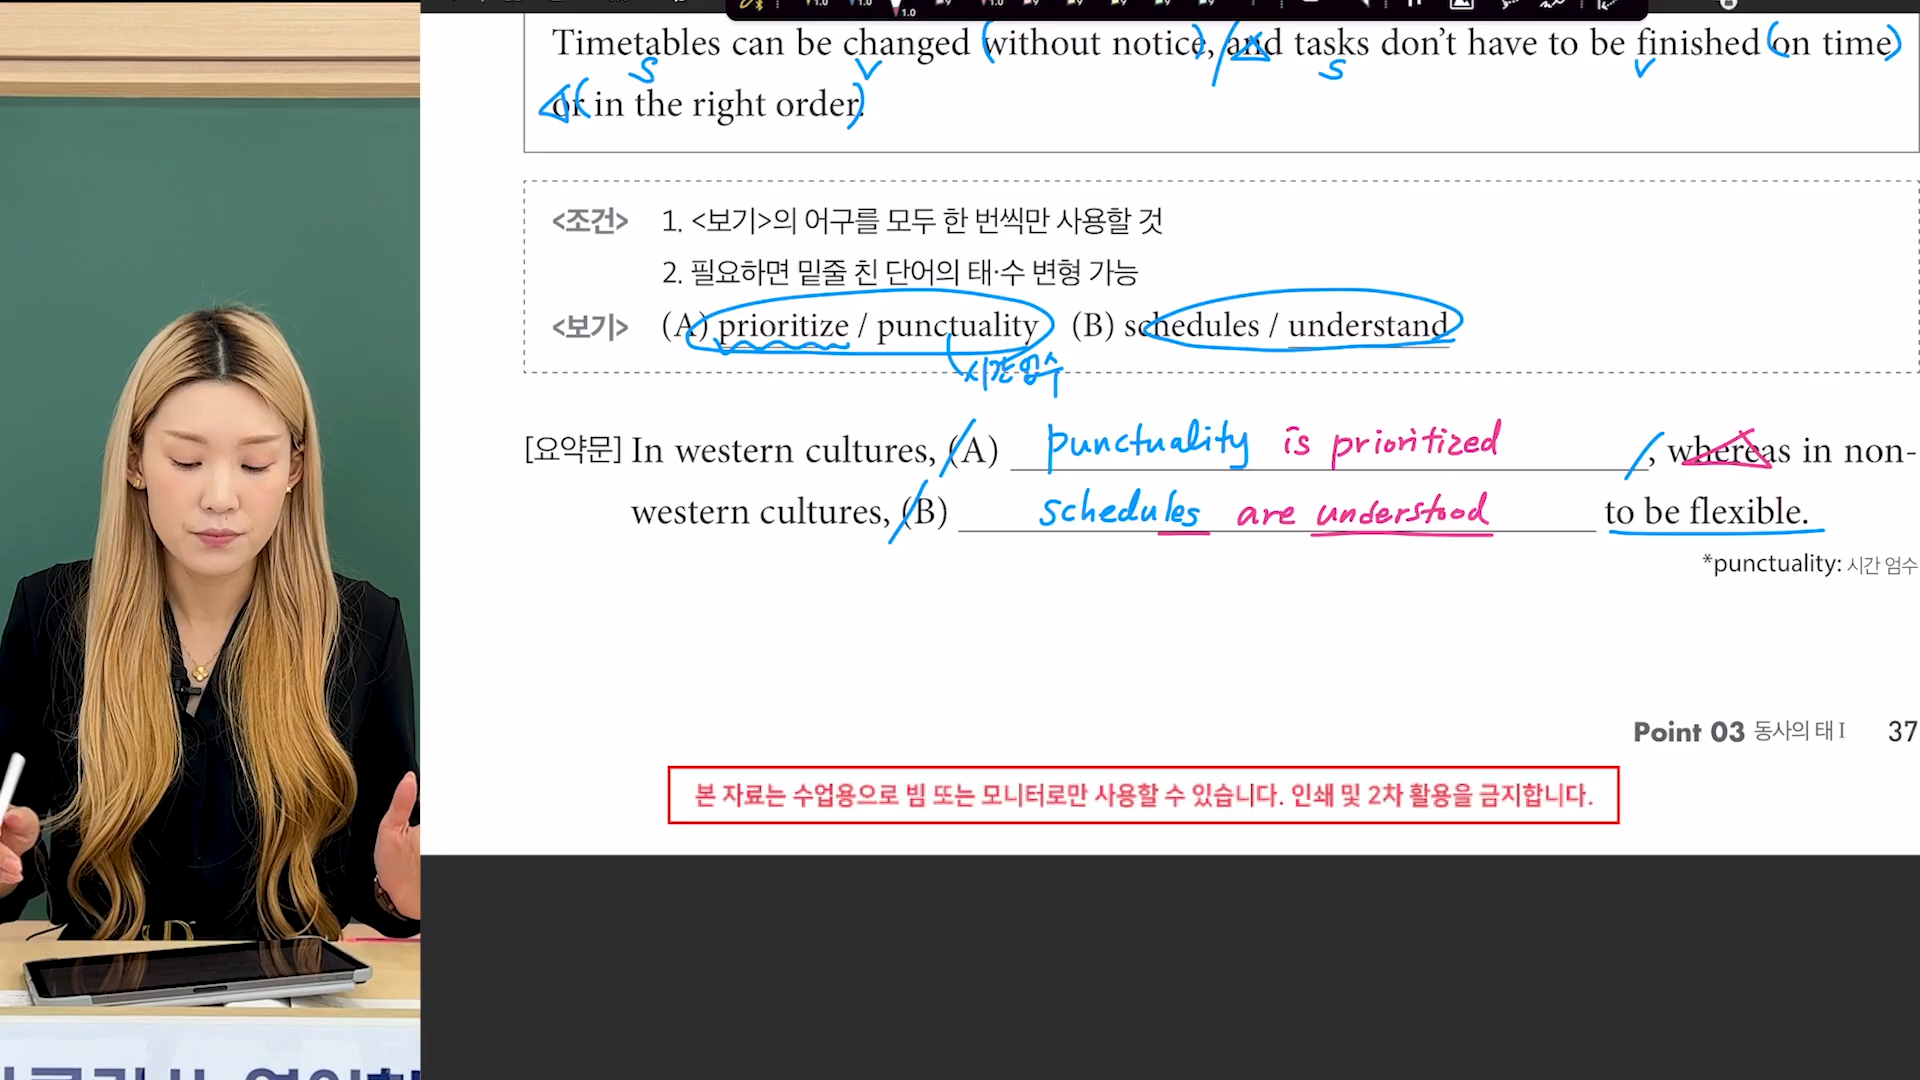 Timetables can be changed (without notice), / and tasks don't have to be finished (on time)
S V S V
or (in the right order.)
<조건> 1. <보기>의 어구를 모두 한 번씩만 사용할 것
2. 필요하면 밑줄 친 단어의 태·수 변형 가능
<보기> (A) prioritize / punctuality (B) schedules / understand
시간엄수
[요약문] In western cultures, / (A) punctuality is prioritized / , whereas in non-
western cultures, / (B) schedules are understood to be flexible.
*punctuality: 시간 엄수
Point 03 동사의 태 I 37
본 자료는 수업용으로 빔 또는 모니터로만 사용할 수 있습니다. 인쇄 및 2차 활용을 금지합니다.